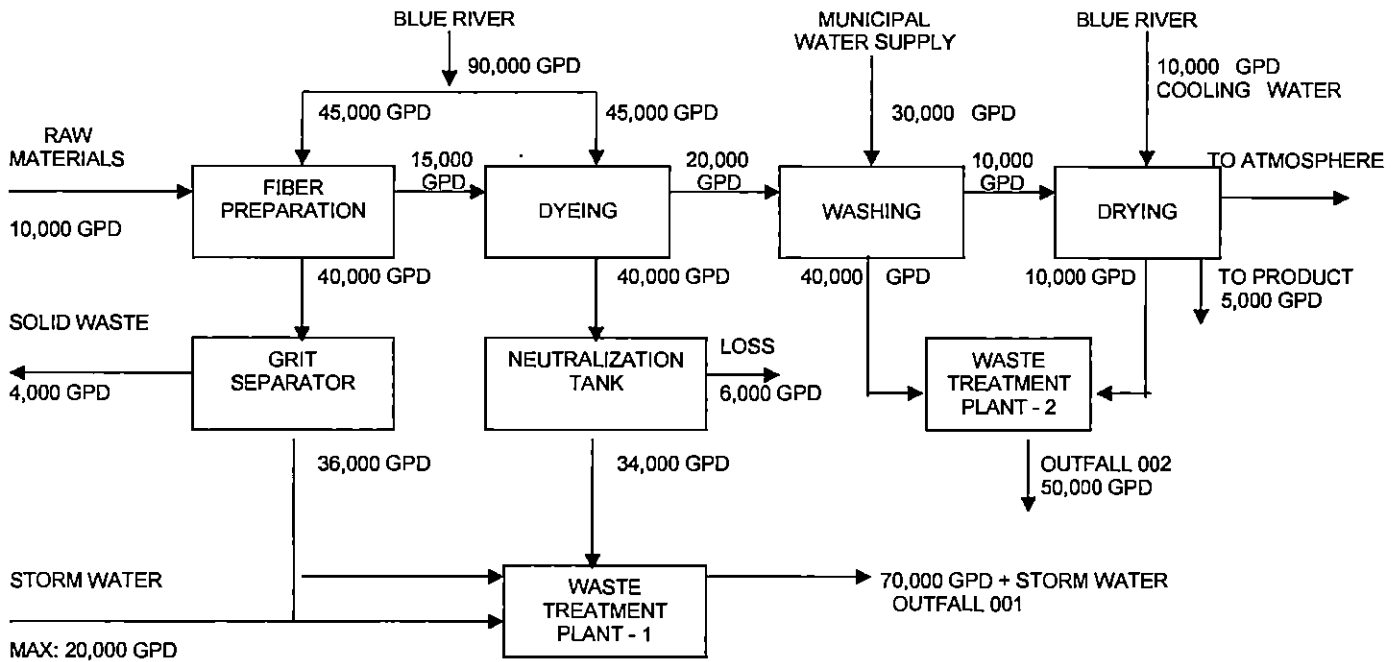 BLUE RIVER
90,000 GPD
MUNICIPAL
WATER SUPPLY
BLUE RIVER
10,000 GPD
COOLING WATER
45,000 GPD
45,000 GPD
30,000 GPD
RAW
MATERIALS
10,000 GPD
FIBER
PREPARATION
15,000
GPD
DYEING
20,000
GPD
WASHING
10,000
GPD
DRYING
TO ATMOSPHERE
40,000 GPD
40,000 GPD
40,000 GPD
10,000 GPD
TO PRODUCT
5,000 GPD
SOLID WASTE
4,000 GPD
GRIT
SEPARATOR
NEUTRALIZATION
TANK
LOSS
6,000 GPD
WASTE
TREATMENT
PLANT - 2
36,000 GPD
34,000 GPD
OUTFALL 002
50,000 GPD
STORM WATER
MAX: 20,000 GPD
WASTE
TREATMENT
PLANT - 1
70,000 GPD + STORM WATER
OUTFALL 001